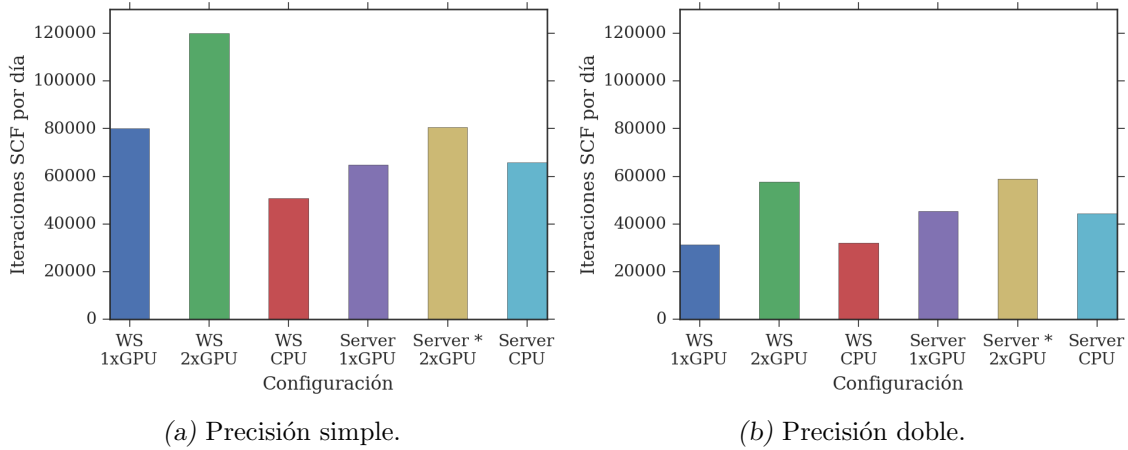 120000
100000
80000
60000
40000
20000
0
Iteraciones SCF por día
WS 1xGPU
WS 2xGPU
WS CPU
Server 1xGPU
Server * 2xGPU
Server CPU
Configuración
(a) Precisión simple.
120000
100000
80000
60000
40000
20000
0
Iteraciones SCF por día
WS 1xGPU
WS 2xGPU
WS CPU
Server 1xGPU
Server * 2xGPU
Server CPU
Configuración
(b) Precisión doble.